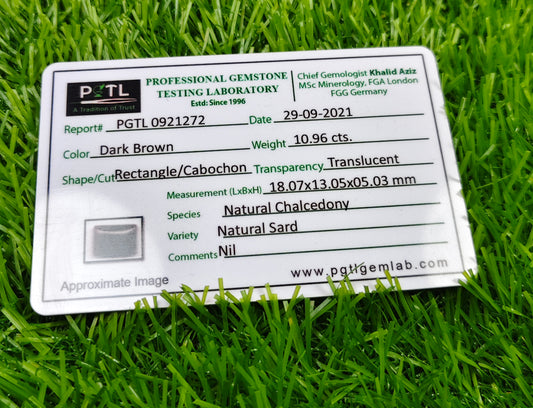 PGTL
A Tradition of Trust
PROFESSIONAL GEMSTONE
TESTING LABORATORY
Estd: Since 1996
Chief Gemologist Khalid Aziz
MSc Minerology, FGA London
FGG Germany
Report# PGTL 0921272 Date 29-09-2021
Color Dark Brown Weight 10.96 cts.
Shape/Cut Rectangle/Cabochon Transparency Translucent
Measurement (LxBxH) 18.07x13.05x05.03 mm
Species Natural Chalcedony
Variety Natural Sard
Comments Nil
Approximate Image
www.pgtlgemlab.com